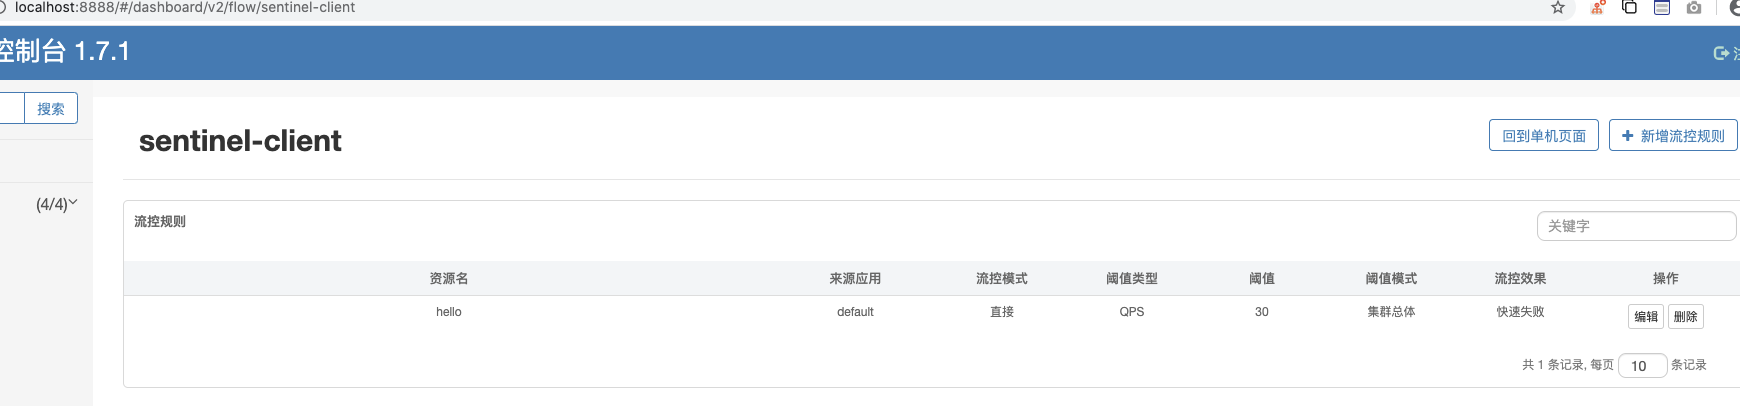 localhost:8888/#/dashboard/v2/flow/sentinel-client
控制台 1.7.1
搜索
sentinel-client
回到单机页面
新增流控规则
(4/4)
流控规则
关键字
资源名 来源应用 流控模式 阈值类型 阈值 阈值模式 流控效果 操作
hello default 直接 QPS 30 集群总体 快速失败 编辑 删除
共 1 条记录, 每页 10 条记录